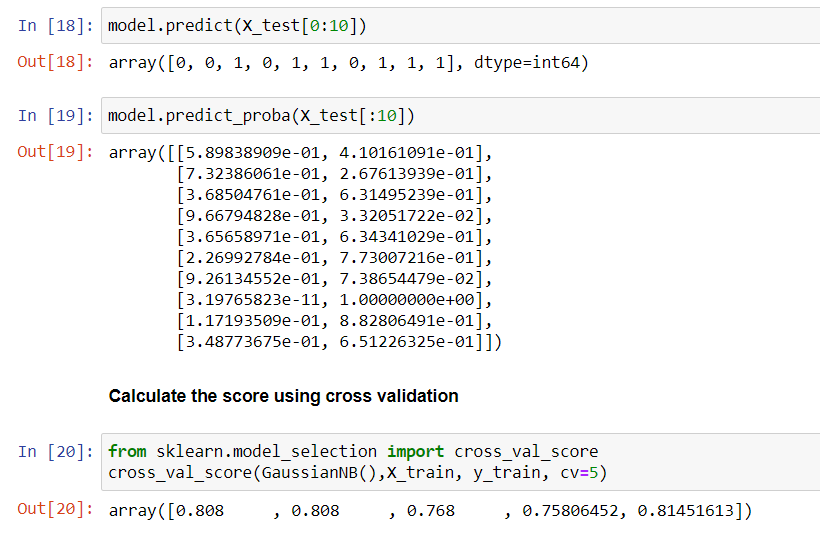 In [18]: model.predict(X_test[0:10])
Out[18]: array([0, 0, 1, 0, 1, 1, 0, 1, 1, 1], dtype=int64)
In [19]: model.predict_proba(X_test[:10])
Out[19]: array([[5.89838909e-01, 4.10161091e-01],
[7.32386061e-01, 2.67613939e-01],
[3.68504761e-01, 6.31495239e-01],
[9.66794828e-01, 3.32051722e-02],
[3.65658971e-01, 6.34341029e-01],
[2.26992784e-01, 7.73007216e-01],
[9.26134552e-01, 7.38654479e-02],
[3.19765823e-11, 1.00000000e+00],
[1.17193509e-01, 8.82806491e-01],
[3.48773675e-01, 6.51226325e-01]])
Calculate the score using cross validation
In [20]: from sklearn.model_selection import cross_val_score
cross_val_score(GaussianNB(),X_train, y_train, cv=5)
Out[20]: array([0.808     , 0.808     , 0.768     , 0.75806452, 0.81451613])